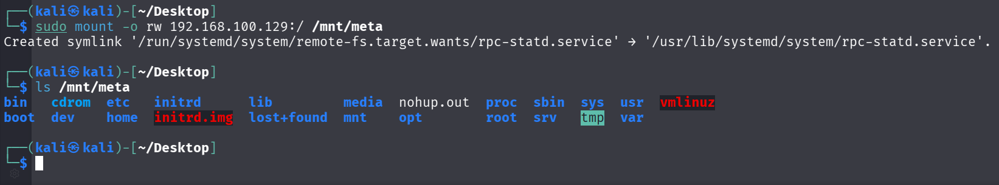 ┌──(kali㉿kali)-[~/Desktop]
└─$ sudo mount -o rw 192.168.100.129:/ /mnt/meta
Created symlink '/run/systemd/system/remote-fs.target.wants/rpc-statd.service' → '/usr/lib/systemd/system/rpc-statd.service'.
┌──(kali㉿kali)-[~/Desktop]
└─$ ls /mnt/meta
bin cdrom etc initrd lib media nohup.out proc sbin sys usr vmlinuz
boot dev home initrd.img lost+found mnt opt root srv tmp var
┌──(kali㉿kali)-[~/Desktop]
└─$